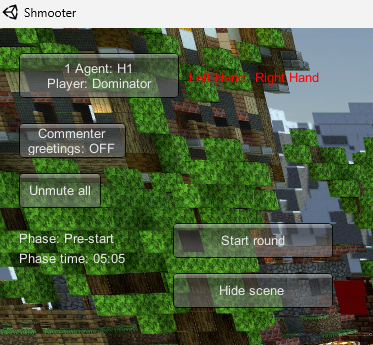 Shmooter
1 Agent: H1
Player: Dominator
Left Hand Right Hand
Commenter
greetings: OFF
Unmute all
Phase: Pre-start
Start round
Phase time: 05:05
Hide scene